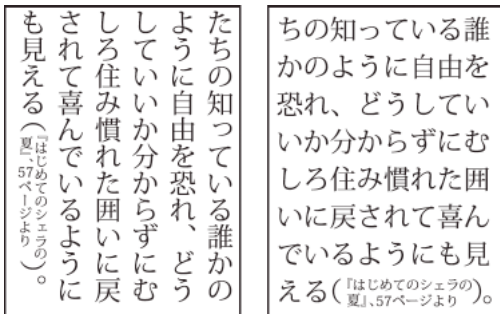 たちの知っている誰かの
ように自由を恐れ、どう
していいか分からずにむ
しろ住み慣れた囲いに戻
されて喜んでいるように
も見える(『はじめてのシェラの夏』、57ページより)。
ちの知っている誰
かのように自由を
恐れ、どうしてい
いか分からずにむ
しろ住み慣れた囲
いに戻されて喜ん
でいるようにも見
える(『はじめてのシェラの夏』、57ページより)。